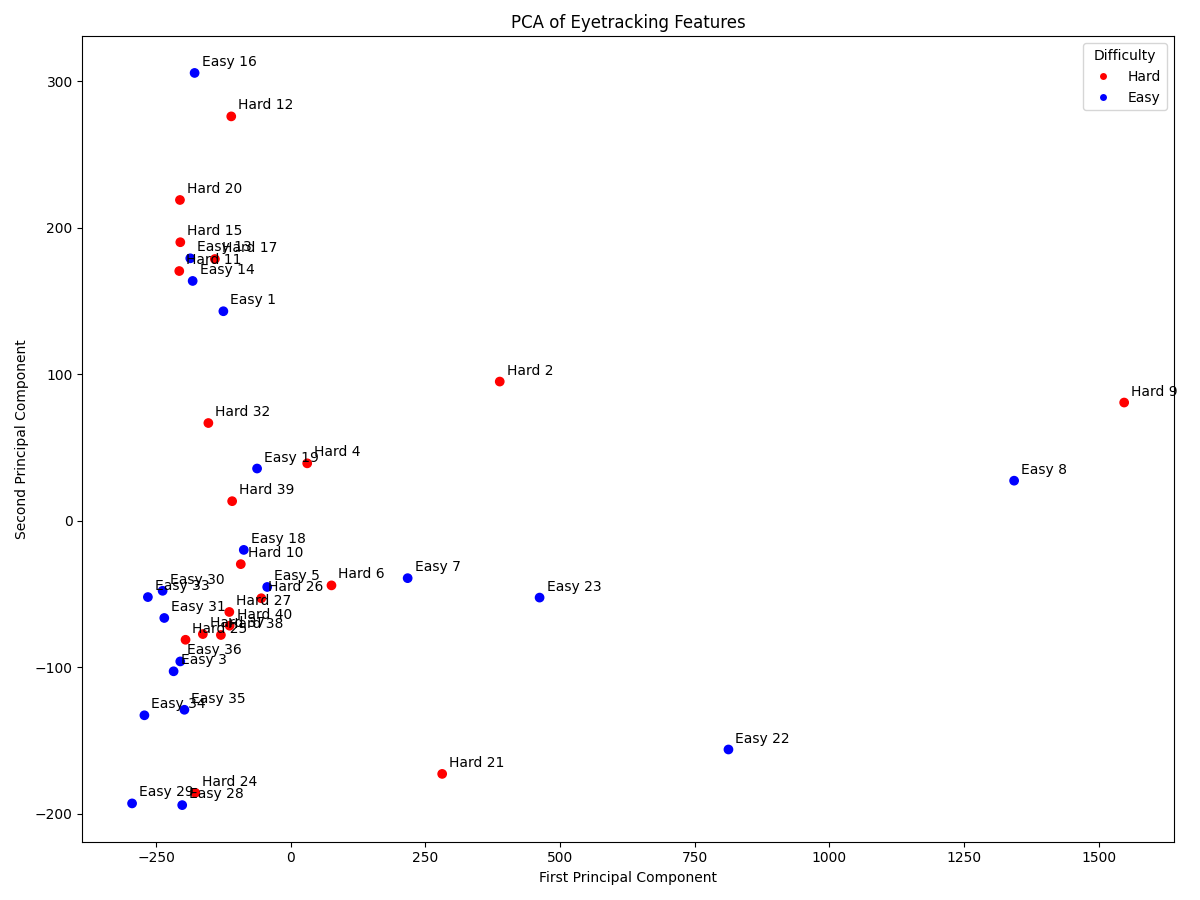 PCA of Eyetracking Features
Difficulty
Hard
Easy
Easy 16
Hard 12
Hard 20
Hard 15
Easy 13
Hard 17
Hard 11
Easy 14
Easy 1
Hard 2
Hard 9
Hard 32
Easy 19
Hard 4
Easy 8
Hard 39
Easy 18
Hard 10
Easy 30
Easy 33
Easy 5
Hard 26
Hard 6
Easy 7
Easy 23
Easy 31
Hard 27
Hard 40
Hard 37
Hard 38
Hard 25
Easy 36
Easy 3
Easy 34
Easy 35
Easy 22
Hard 21
Easy 29
Hard 24
Easy 28
300
200
100
0
−100
−200
Second Principal Component
−250
0
250
500
750
1000
1250
1500
First Principal Component